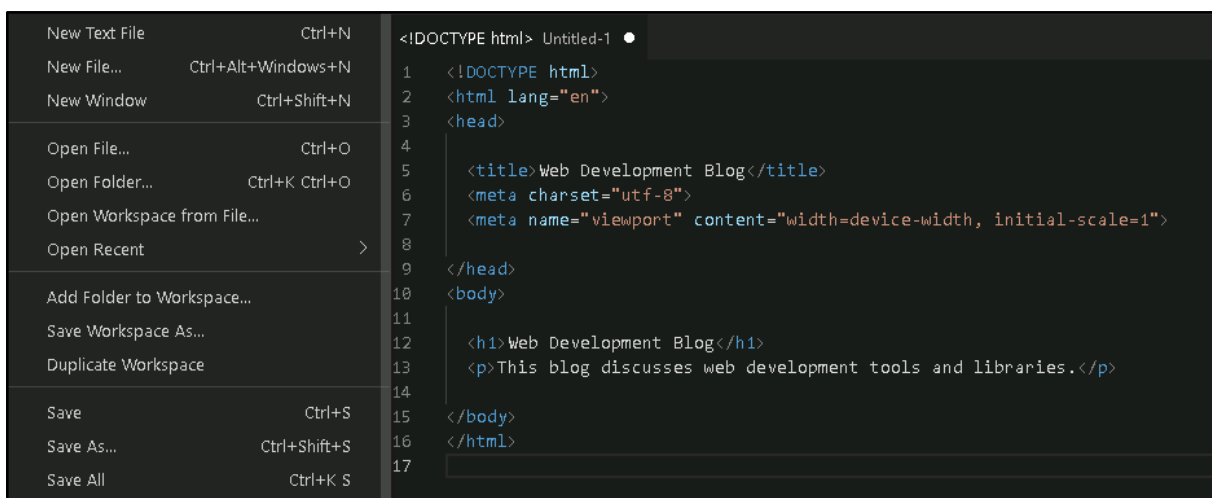 New Text File Ctrl+N
New File... Ctrl+Alt+Windows+N
New Window Ctrl+Shift+N
Open File... Ctrl+O
Open Folder... Ctrl+K Ctrl+O
Open Workspace from File...
Open Recent >
Add Folder to Workspace...
Save Workspace As...
Duplicate Workspace
Save Ctrl+S
Save As... Ctrl+Shift+S
Save All Ctrl+K S
<!DOCTYPE html> Untitled-1 ●
1 <!DOCTYPE html>
2 <html lang="en">
3 <head>
4
5 <title>Web Development Blog</title>
6 <meta charset="utf-8">
7 <meta name="viewport" content="width=device-width, initial-scale=1">
8
9 </head>
10 <body>
11
12 <h1>Web Development Blog</h1>
13 <p>This blog discusses web development tools and libraries.</p>
14
15 </body>
16 </html>
17